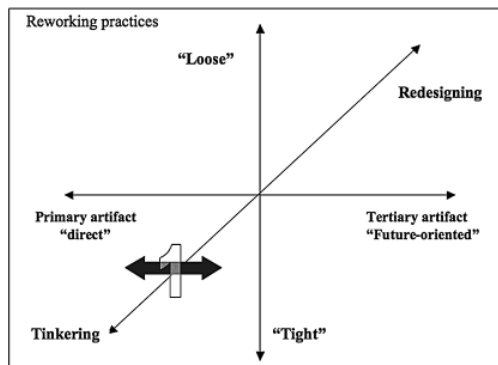 Reworking practices
“Loose”
Redesigning
Primary artifact
“direct”
Tertiary artifact
“Future-oriented”
1
Tinkering
“Tight”